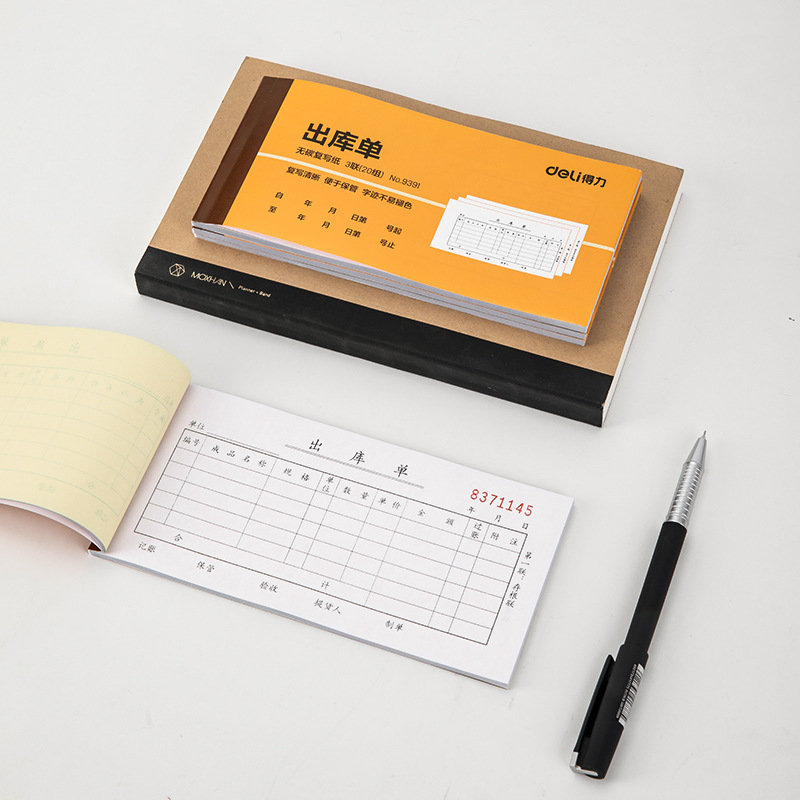 出库单
无碳复写纸 3联(20组) No.9391
复写清晰 便于保管 字迹不易褪色
自 年 月 日第 号起
至 年 月 日第 号止
deli得力
出库单
MOXHAN Planner + Band
出库单
单位
8371145
年 月 日
编号 成品名称 规格 单位 数量 单价 金额 过账 附注
合计
第一联：存根联
记账 保管 验收 提货人 制单